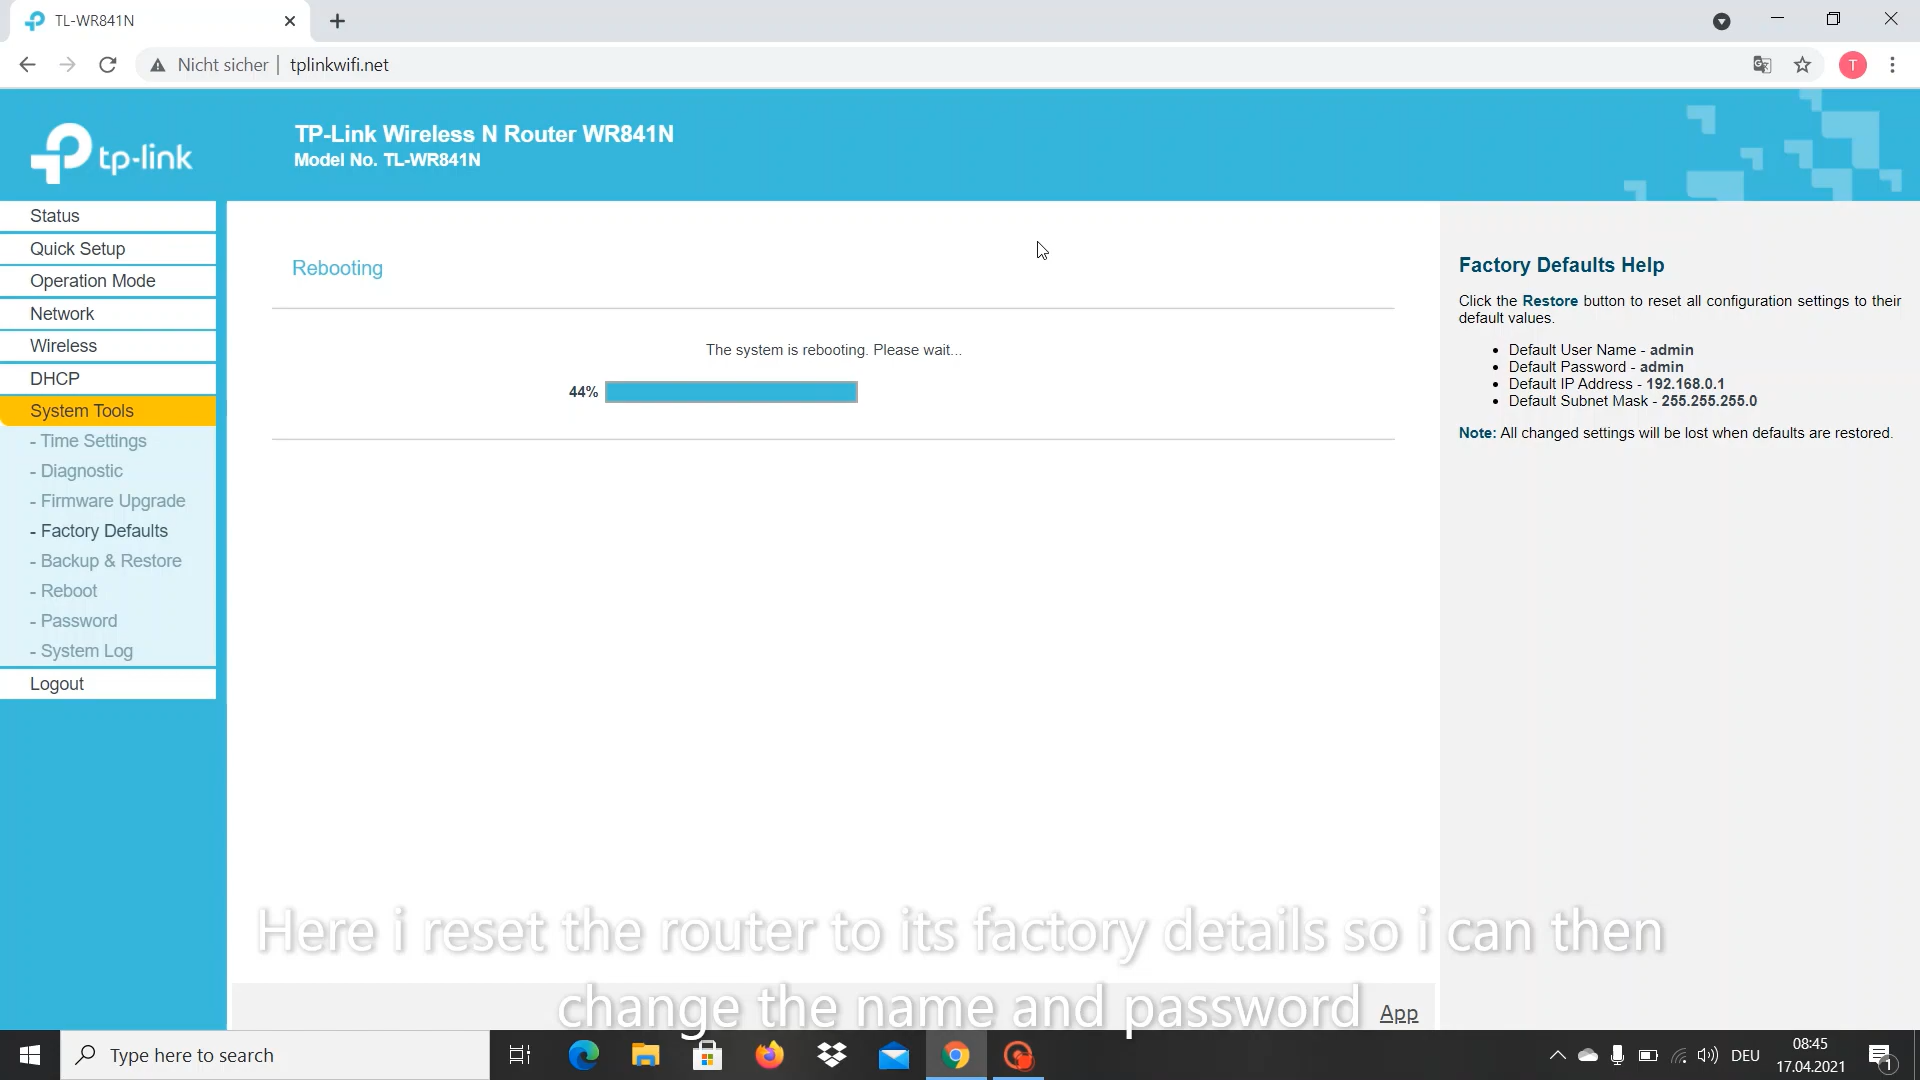 TL-WR841N
Nicht sicher | tplinkwifi.net
T
tp-link
TP-Link Wireless N Router WR841N
Model No. TL-WR841N
Status
Quick Setup
Operation Mode
Network
Wireless
DHCP
System Tools
- Time Settings
- Diagnostic
- Firmware Upgrade
- Factory Defaults
- Backup & Restore
- Reboot
- Password
- System Log
Logout
Rebooting
The system is rebooting. Please wait...
44%
Factory Defaults Help
Click the Restore button to reset all configuration settings to their
default values.
• Default User Name - admin
• Default Password - admin
• Default IP Address - 192.168.0.1
• Default Subnet Mask - 255.255.255.0
Note: All changed settings will be lost when defaults are restored.
Here i reset the router to its factory details so i can then
change the name and password
App
Type here to search
DEU
08:45
17.04.2021
1